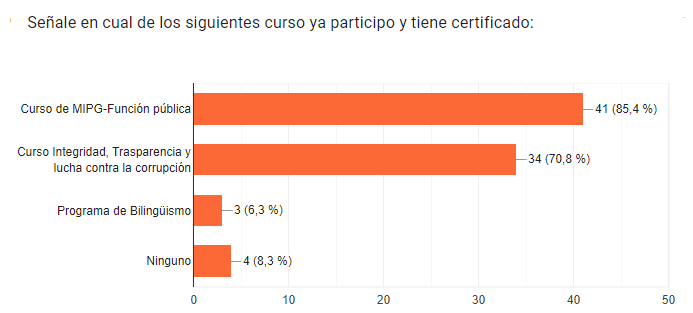 Señale en cual de los siguientes curso ya participo y tiene certificado:
Curso de MIPG-Función pública
41 (85,4 %)
Curso Integridad, Trasparencia y
lucha contra la corrupción
34 (70,8 %)
Programa de Bilingüismo
3 (6,3 %)
Ninguno
4 (8,3 %)
0
10
20
30
40
50